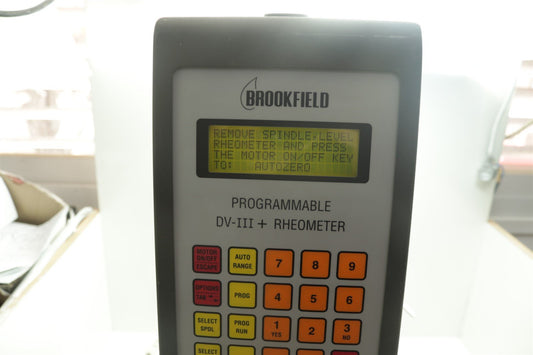 BROOKFIELD
REMOVE SPINDLE,LEVEL
RHEOMETER AND PRESS
THE MOTOR ON/OFF KEY
TO: AUTOZERO
PROGRAMMABLE
DV-III + RHEOMETER
MOTOR
ON/OFF
ESCAPE
AUTO
RANGE
7
8
9
OPTIONS
TAB
PROG
4
5
6
SELECT
SPDL
PROG
RUN
1
YES
2
3
NO
SELECT